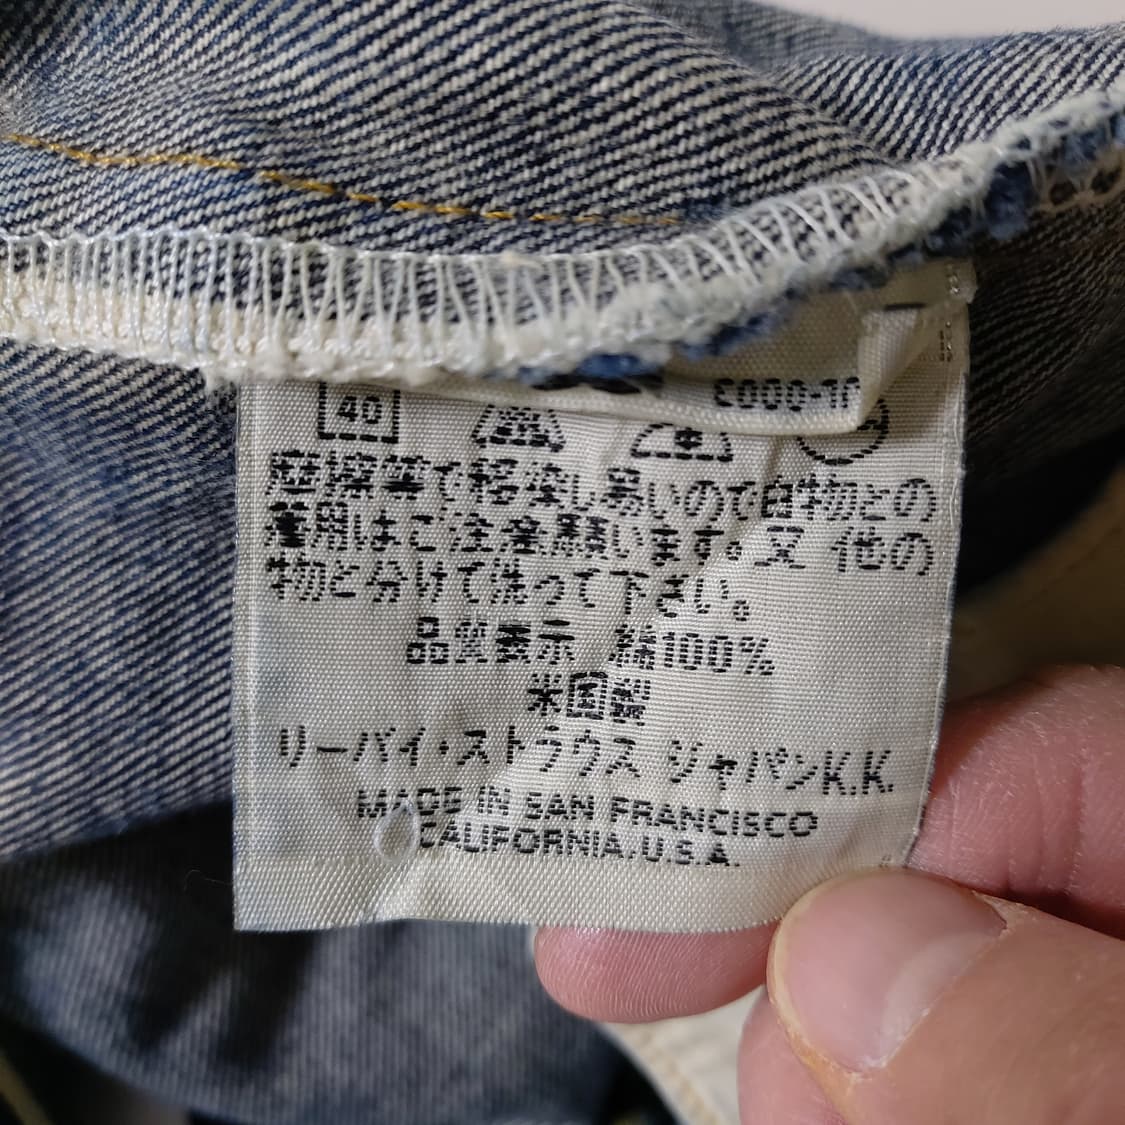 40
摩擦等で移染し易いので白物との
着用はご注意願います。又 他の
物と分けて洗って下さい。
品質表示 綿100%
米国製
リーバイ・ストラウス ジャパンK.K.
MADE IN SAN FRANCISCO
CALIFORNIA.U.S.A.